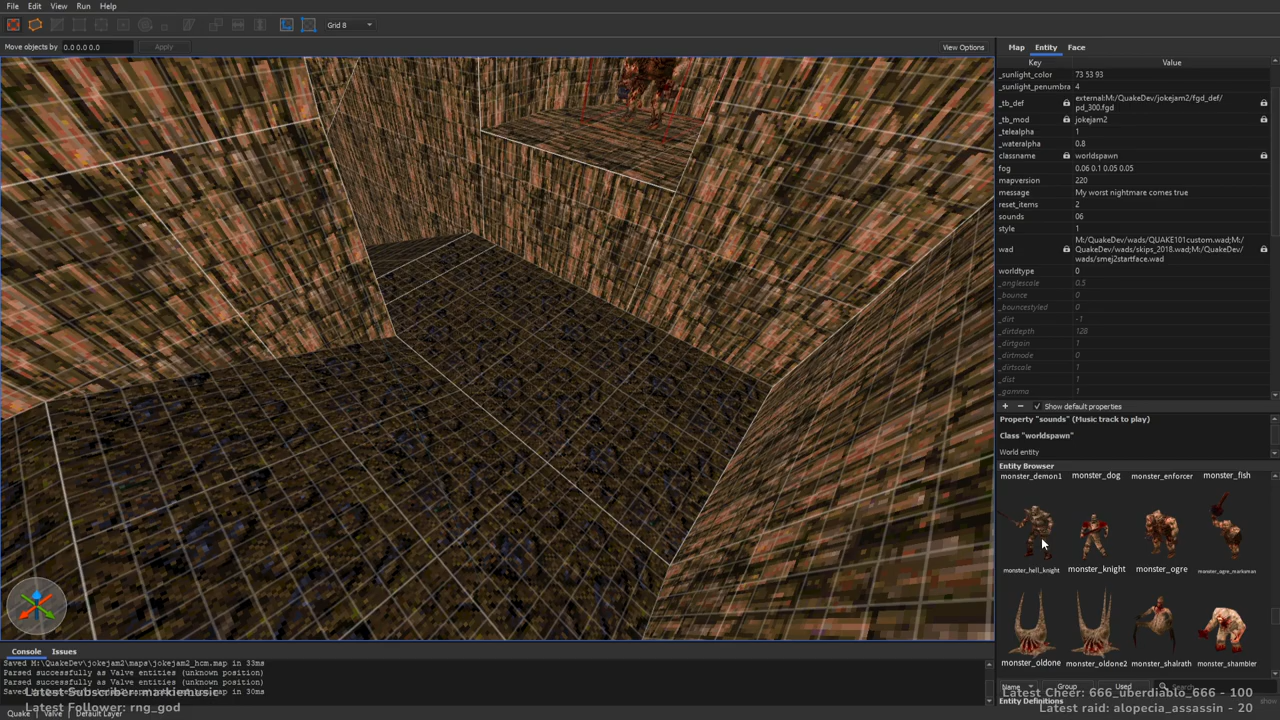 File Edit View Run Help
Grid 8
Move objects by 0.0 0.0 0.0 Apply View Options
Map Entity Face
Key Value
_sunlight_color 73 53 93
_sunlight_penumbra 4
_tb_def external:M:/QuakeDev/jokejam2/fgd_def/
pd_300.fgd
_tb_mod jokejam2
_telealpha 1
_wateralpha 0.8
classname worldspawn
fog 0.06 0.1 0.05 0.05
mapversion 220
message My worst nightmare comes true
reset_items 2
sounds 06
style 1
wad M:/QuakeDev/wads/QUAKE101custom.wad;M:/
QuakeDev/wads/skips_2018.wad;M:/QuakeDev/
wads/smej2startface.wad
worldtype 0
_anglescale 0.5
_bounce 0
_bouncestyled 0
_dirt -1
_dirtdepth 128
_dirtgain 1
_dirtmode 0
_dirtscale 1
_dist 1
_gamma 1
+ − Show default properties
Property "sounds" (Music track to play)
Class "worldspawn"
World entity
Entity Browser
monster_demon1 monster_dog monster_enforcer monster_fish
monster_hell_knight monster_knight monster_ogre monster_ogre_marksman
monster_oldone monster_oldone2 monster_shalrath monster_shambler
Name Group Used Search
Entity Definitions show
Console Issues
Saved M:\QuakeDev\jokejam2\maps\jokejam2_hcm.map in 33ms
Parsed successfully as Valve entities (unknown position)
Parsed successfully as Valve entities (unknown position)
Latest Follower: rng_god
Latest Cheer: 666_uberdiablo_666 - 100
Latest raid: alopecia_assassin - 20
Quake Valve Default Layer